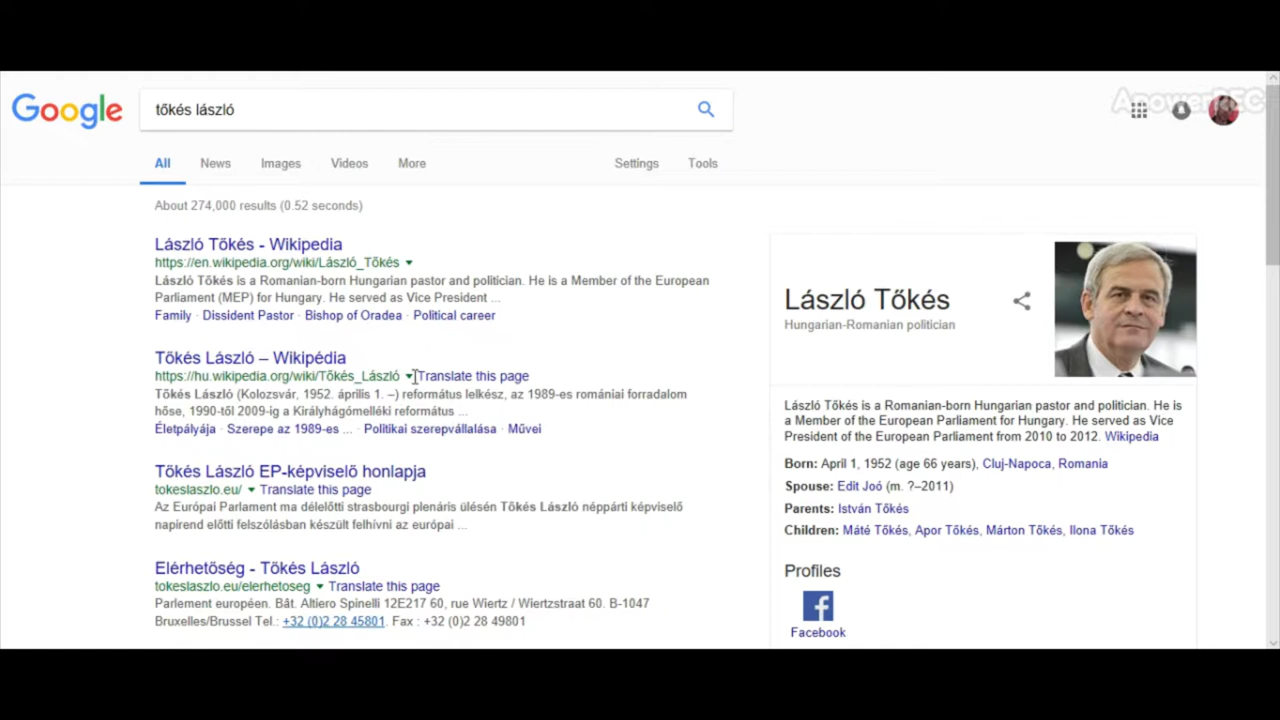 ApowerREC
Google
tőkés lászló
All News Images Videos More Settings Tools
About 274,000 results (0.52 seconds)
László Tőkés - Wikipedia
https://en.wikipedia.org/wiki/László_Tőkés
László Tőkés is a Romanian-born Hungarian pastor and politician. He is a Member of the European
Parliament (MEP) for Hungary. He served as Vice President ...
Family · Dissident Pastor · Bishop of Oradea · Political career
Tőkés László – Wikipédia
https://hu.wikipedia.org/wiki/Tőkés_László Translate this page
Tőkés László (Kolozsvár, 1952. április 1. –) református lelkész, az 1989-es romániai forradalom
hőse, 1990-től 2009-ig a Királyhágómelléki református ...
Életpályája · Szerepe az 1989-es ... · Politikai szerepvállalása · Művei
Tőkés László EP-képviselő honlapja
tokeslaszlo.eu/ Translate this page
Az Európai Parlament ma délelőtti strasbourgi plenáris ülésén Tőkés László néppárti képviselő
napirend előtti felszólásban készült felhívni az európai ...
Elérhetőség - Tőkés László
tokeslaszlo.eu/elerhetoseg Translate this page
Parlement européen. Bât. Altiero Spinelli 12E217 60, rue Wiertz / Wiertzstraat 60. B-1047
Bruxelles/Brussel Tel.: +32 (0)2 28 45801. Fax : +32 (0)2 28 49801
László Tőkés
Hungarian-Romanian politician
László Tőkés is a Romanian-born Hungarian pastor and politician. He is
a Member of the European Parliament for Hungary. He served as Vice
President of the European Parliament from 2010 to 2012. Wikipedia
Born: April 1, 1952 (age 66 years), Cluj-Napoca, Romania
Spouse: Edit Joó (m. ?–2011)
Parents: István Tőkés
Children: Máté Tőkés, Apor Tőkés, Márton Tőkés, Ilona Tőkés
Profiles
Facebook